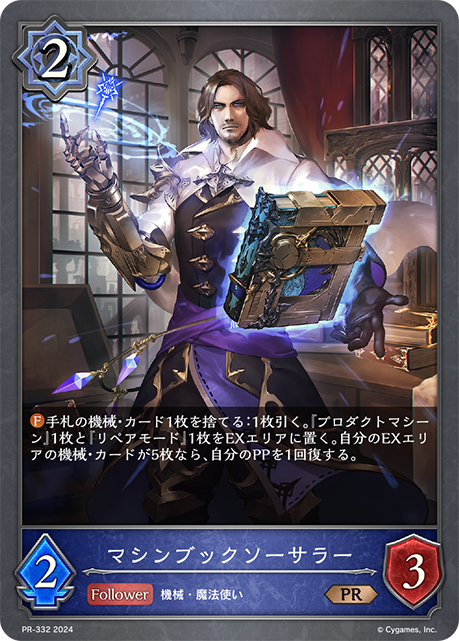 2
F手札の機械・カード1枚を捨てる:1枚引く。『プロダクトマシー
ン』1枚と『リペアモード』1枚をEXエリアに置く。自分のEXエリ
アの機械・カードが5枚なら、自分のPPを1回復する。
マシンブックソーサラー
2
Follower 機械・魔法使い PR
3
PR-332 2024 © Cygames, Inc.